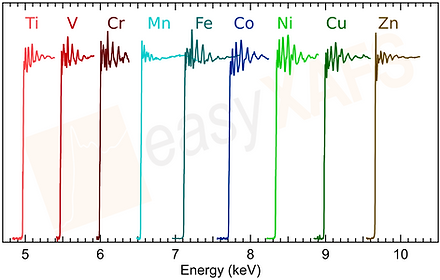 Ti V Cr Mn Fe Co Ni Cu Zn
easyXAFS
5 6 7 8 9 10
Energy (keV)